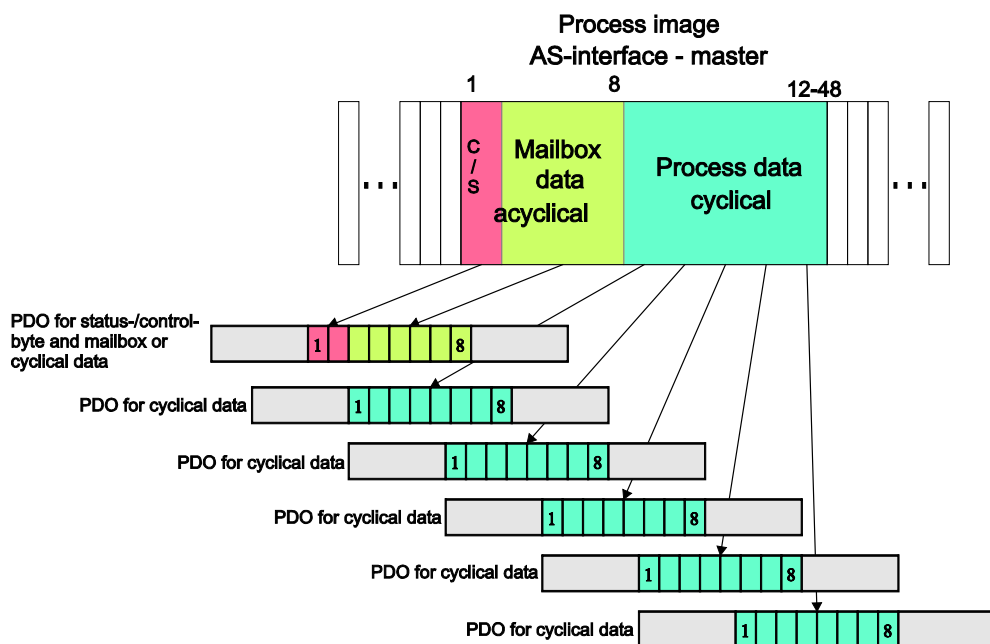 Process image
AS-interface - master
1 8 12-48
C
/
S
Mailbox
data
acyclical
Process data
cyclical
...
...
PDO for status-/control-
byte and mailbox or
cyclical data
1 8
PDO for cyclical data
1 8
PDO for cyclical data
1 8
PDO for cyclical data
1 8
PDO for cyclical data
1 8
PDO for cyclical data
1 8